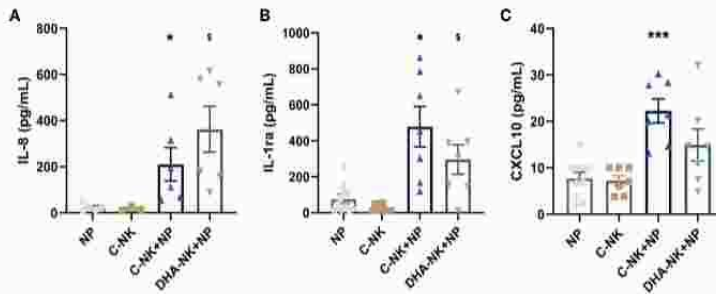 A
IL-8 (pg/mL)
800
600
400
200
0
*
$
NP
C-NK
C-NK+NP
DHA-NK+NP
B
IL-1ra (pg/mL)
1000
800
600
400
200
0
*
$
NP
C-NK
C-NK+NP
DHA-NK+NP
C
CXCL10 (pg/mL)
40
30
20
10
0
***
NP
C-NK
C-NK+NP
DHA-NK+NP